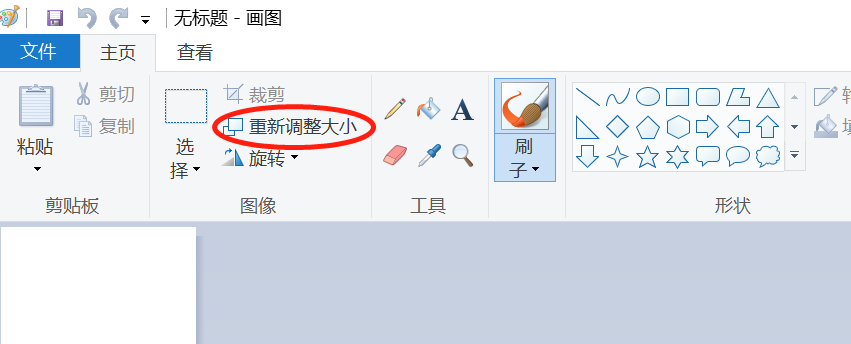 无标题 - 画图
文件 主页 查看
粘贴
剪切
复制
剪贴板
选择
裁剪
重新调整大小
旋转
图像
A
工具
刷子
形状